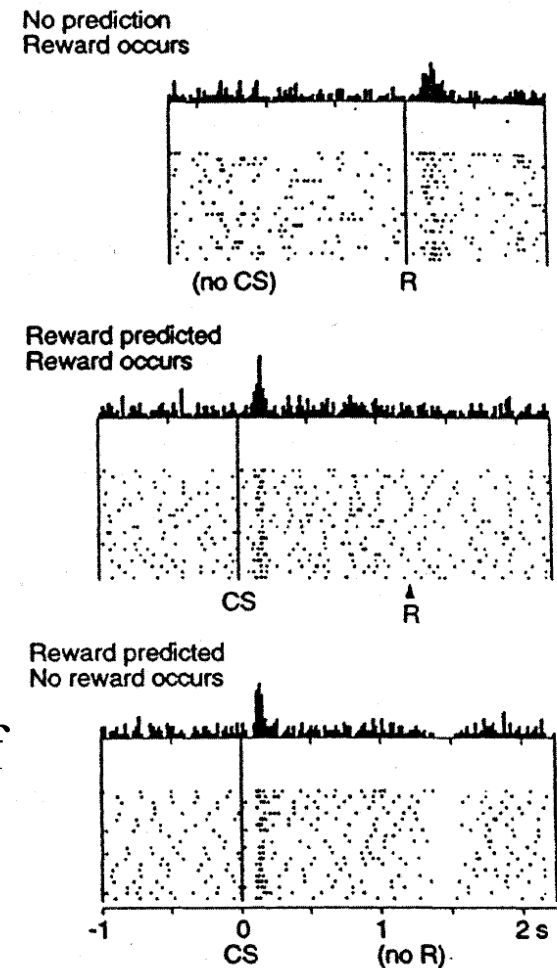 No prediction
Reward occurs
(no CS) R
Reward predicted
Reward occurs
CS
R
Reward predicted
No reward occurs
-1 0 1 2 s
CS (no R)